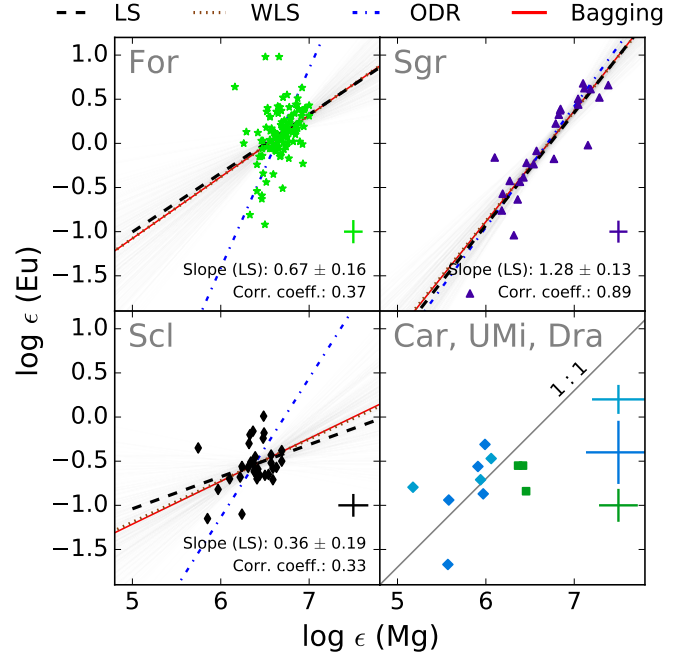 LS WLS ODR Bagging
For
Sgr
1.0
0.5
0.0
−0.5
−1.0
−1.5
Slope (LS): 0.67 ± 0.16
Corr. coeff.: 0.37
Slope (LS): 1.28 ± 0.13
Corr. coeff.: 0.89
log ϵ (Eu)
Scl
Car, UMi, Dra
1.0
0.5
0.0
−0.5
−1.0
−1.5
1 : 1
Slope (LS): 0.36 ± 0.19
Corr. coeff.: 0.33
5 6 7 5 6 7
log ϵ (Mg)